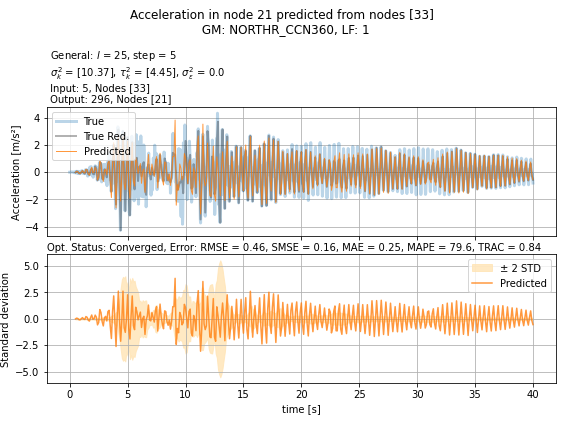 Acceleration in node 21 predicted from nodes [33]
GM: NORTHR_CCN360, LF: 1
General: l = 25, step = 5
σ²ₖ = [10.37], τ²ₖ = [4.45], σ²ε = 0.0
Input: 5, Nodes [33]
Output: 296, Nodes [21]
Acceleration [m/s²]
4
2
0
−2
−4
True
True Red.
Predicted
Opt. Status: Converged, Error: RMSE = 0.46, SMSE = 0.16, MAE = 0.25, MAPE = 79.6, TRAC = 0.84
Standard deviation
5.0
2.5
0.0
−2.5
−5.0
± 2 STD
Predicted
0 5 10 15 20 25 30 35 40
time [s]